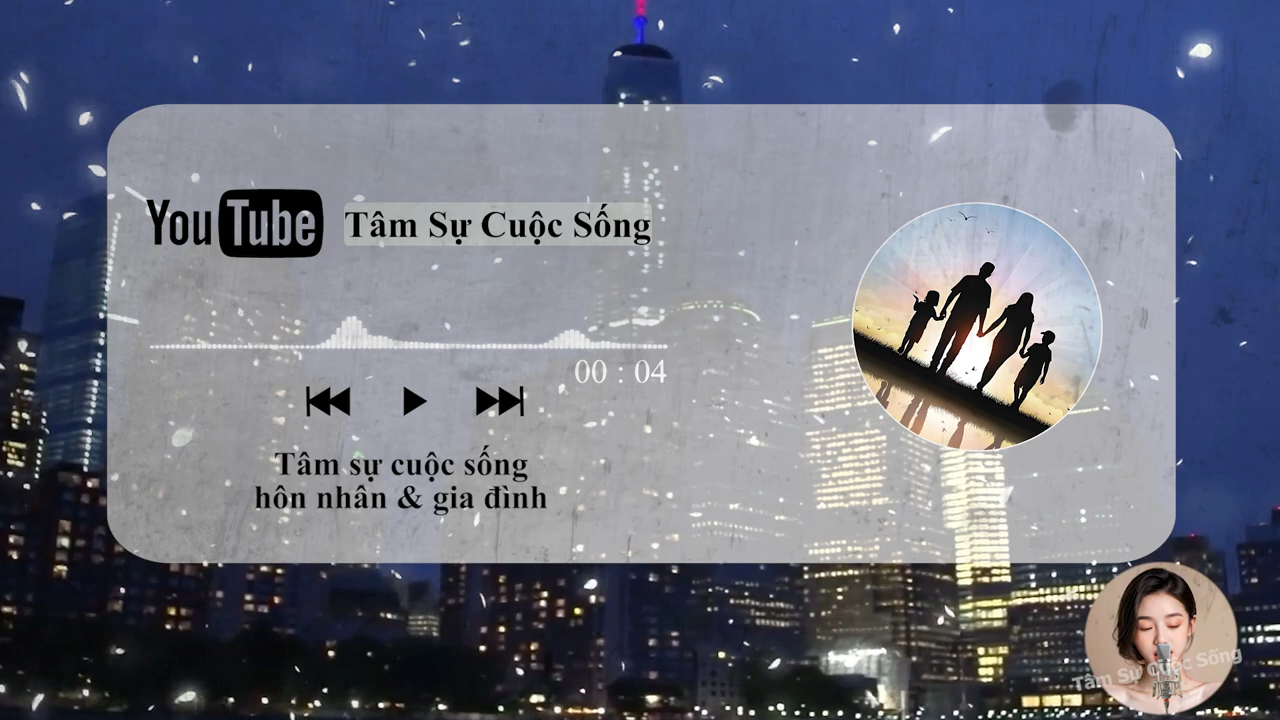 YouTube
Tâm Sự Cuộc Sống
00 : 04
Tâm sự cuộc sống
hôn nhân & gia đình
Tâm Sự Cuộc Sống